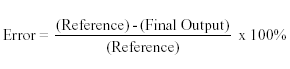 (Reference) - (Final Output)
Error = x 100%
(Reference)